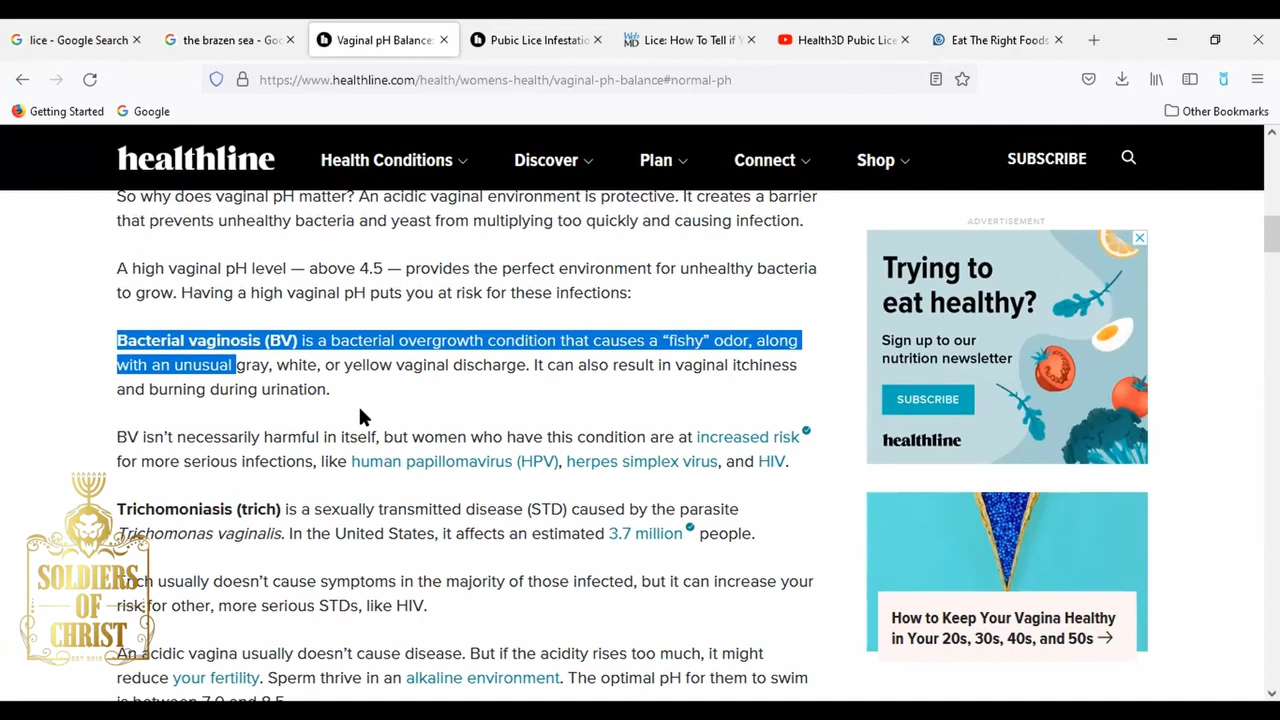 lice - Google Search
the brazen sea - Goo
Vaginal pH Balance:
Pubic Lice Infestatio
WebMD
Lice: How To Tell if Y
Health3D Pubic Lice
Eat The Right Foods
https://www.healthline.com/health/womens-health/vaginal-ph-balance#normal-ph
Getting Started
Google
Other Bookmarks
healthline
Health Conditions
Discover
Plan
Connect
Shop
SUBSCRIBE
So why does vaginal pH matter? An acidic vaginal environment is protective. It creates a barrier
that prevents unhealthy bacteria and yeast from multiplying too quickly and causing infection.
A high vaginal pH level — above 4.5 — provides the perfect environment for unhealthy bacteria
to grow. Having a high vaginal pH puts you at risk for these infections:
Bacterial vaginosis (BV) is a bacterial overgrowth condition that causes a “fishy” odor, along
with an unusual gray, white, or yellow vaginal discharge. It can also result in vaginal itchiness
and burning during urination.
BV isn’t necessarily harmful in itself, but women who have this condition are at increased risk
for more serious infections, like human papillomavirus (HPV), herpes simplex virus, and HIV.
Trichomoniasis (trich) is a sexually transmitted disease (STD) caused by the parasite
Trichomonas vaginalis. In the United States, it affects an estimated 3.7 million people.
usually doesn’t cause symptoms in the majority of those infected, but it can increase your
risk for other, more serious STDs, like HIV.
An acidic vagina usually doesn’t cause disease. But if the acidity rises too much, it might
reduce your fertility. Sperm thrive in an alkaline environment. The optimal pH for them to swim
is between 7.0 and 8.5.
ADVERTISEMENT
Trying to
eat healthy?
Sign up to our
nutrition newsletter
SUBSCRIBE
healthline
How to Keep Your Vagina Healthy
in Your 20s, 30s, 40s, and 50s →
SOLDIERS
OF
CHRIST
EST 2015